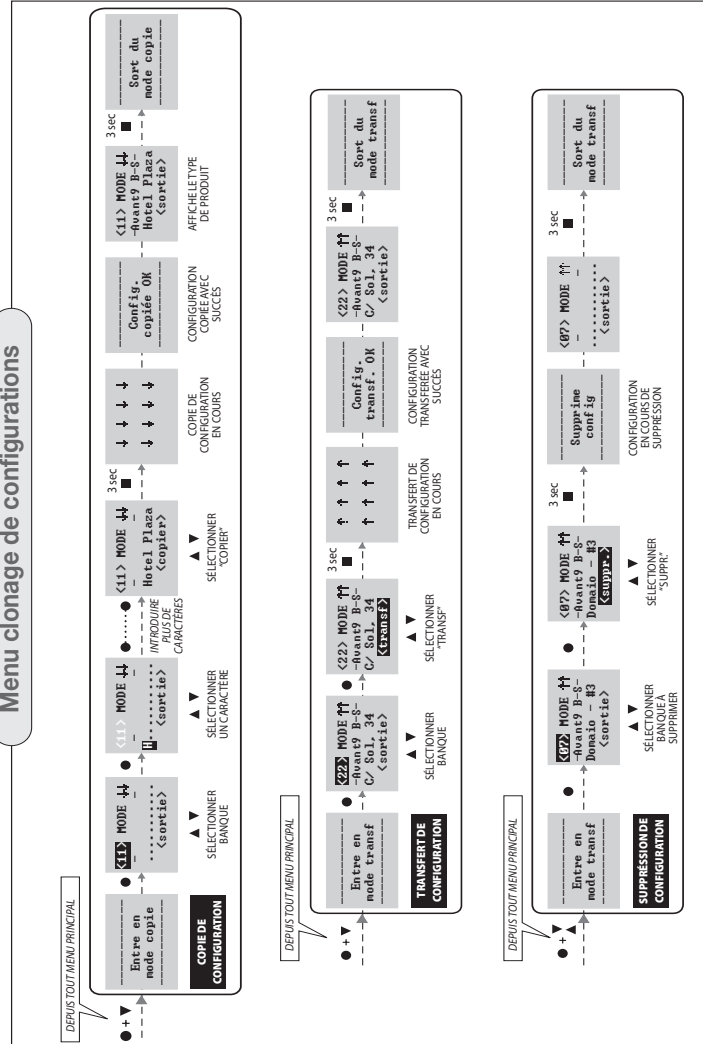 Menu clonage de configurations
DEPUIS TOUT MENU PRINCIPAL
● + ▼
Entre en
mode copie
COPIE DE
CONFIGURATION
<11> MODE
<sortie>
SÉLECTIONNER
BANQUE
<11> MODE
H
<sortie>
SÉLECTIONNER
UN CARACTÈRE
INTRODUIRE
PLUS DE
CARACTÈRES
<11> MODE
Hotel Plaza
<copier>
SÉLECTIONNER
"COPIER"
3 sec
COPIE DE
CONFIGURATION
EN COURS
Config.
copiée OK
CONFIGURATION
COPIÉE AVEC
SUCCÈS
<11> MODE
-Avant9 B-S-
Hotel Plaza
<sortie>
AFFICHE LE TYPE
DE PRODUIT
3 sec
Sort du
mode copie
DEPUIS TOUT MENU PRINCIPAL
● + ▼
Entre en
mode transf
TRANSFERT DE
CONFIGURATION
<22> MODE
-Avant9 B-S-
C/ Sol, 34
<sortie>
SÉLECTIONNER
BANQUE
<22> MODE
-Avant9 B-S-
C/ Sol, 34
<transf>
SÉLECTIONNER
"TRANSF"
3sec
TRANSFERT DE
CONFIGURATION
EN COURS
Config.
transf. OK
CONFIGURATION
TRANSFEREÉ AVEC
SUCCÈS
<22> MODE
-Avant9 B-S-
C/ Sol, 34
<sortie>
3 sec
Sort du
mode transf
DEPUIS TOUT MENU PRINCIPAL
● + ▼▲
Entre en
mode transf
SUPPRÉSSION DE
CONFIGURATION
<07> MODE
-Avant9 B-S-
Domaio - #3
<sortie>
SÉLECTIONNER
BANQUE À
SUPPRIMER
<07> MODE
-Avant9 B-S-
Domaio - #3
<suppr.>
SÉLECTIONNER
"SUPPR."
3 sec
Supprime
config
CONFIGURATION
EN COURS DE
SUPPRÉSSION
<07> MODE
<sortie>
3 sec
Sort du
mode transf